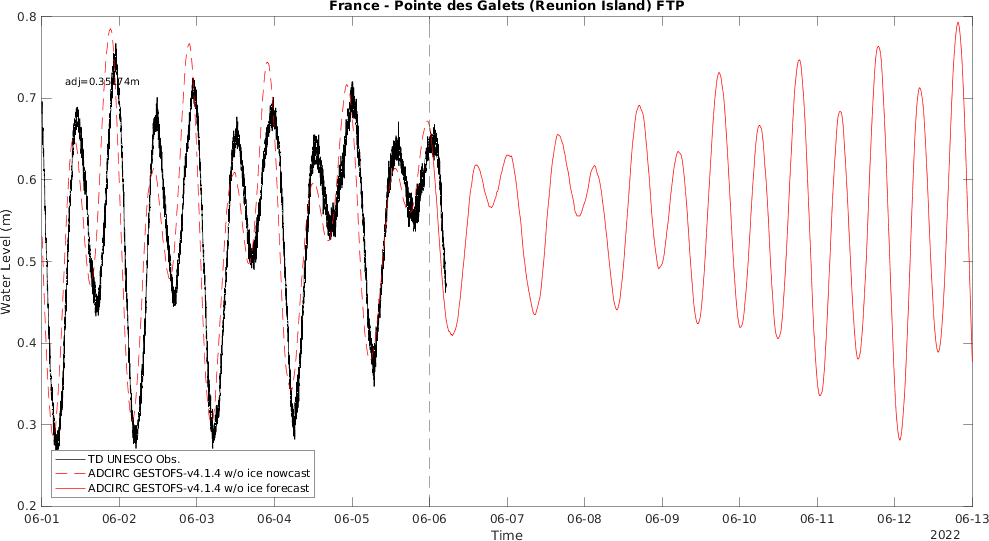 France - Pointe des Galets (Reunion Island) FTP
0.8
0.7
0.6
0.5
0.4
0.3
0.2
Water Level (m)
TD UNESCO Obs.
ADCIRC GESTOFS-v4.1.4 w/o ice nowcast
ADCIRC GESTOFS-v4.1.4 w/o ice forecast
06-01 06-02 06-03 06-04 06-05 06-06 06-07 06-08 06-09 06-10 06-11 06-12 06-13
Time
2022